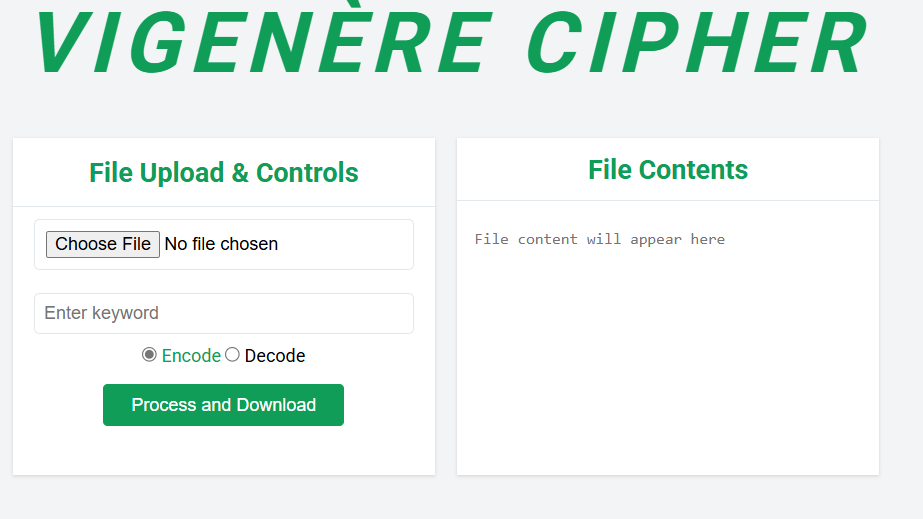 VIGENÈRE CIPHER
File Upload & Controls
Choose File No file chosen
Enter keyword
Encode Decode
Process and Download
File Contents
File content will appear here